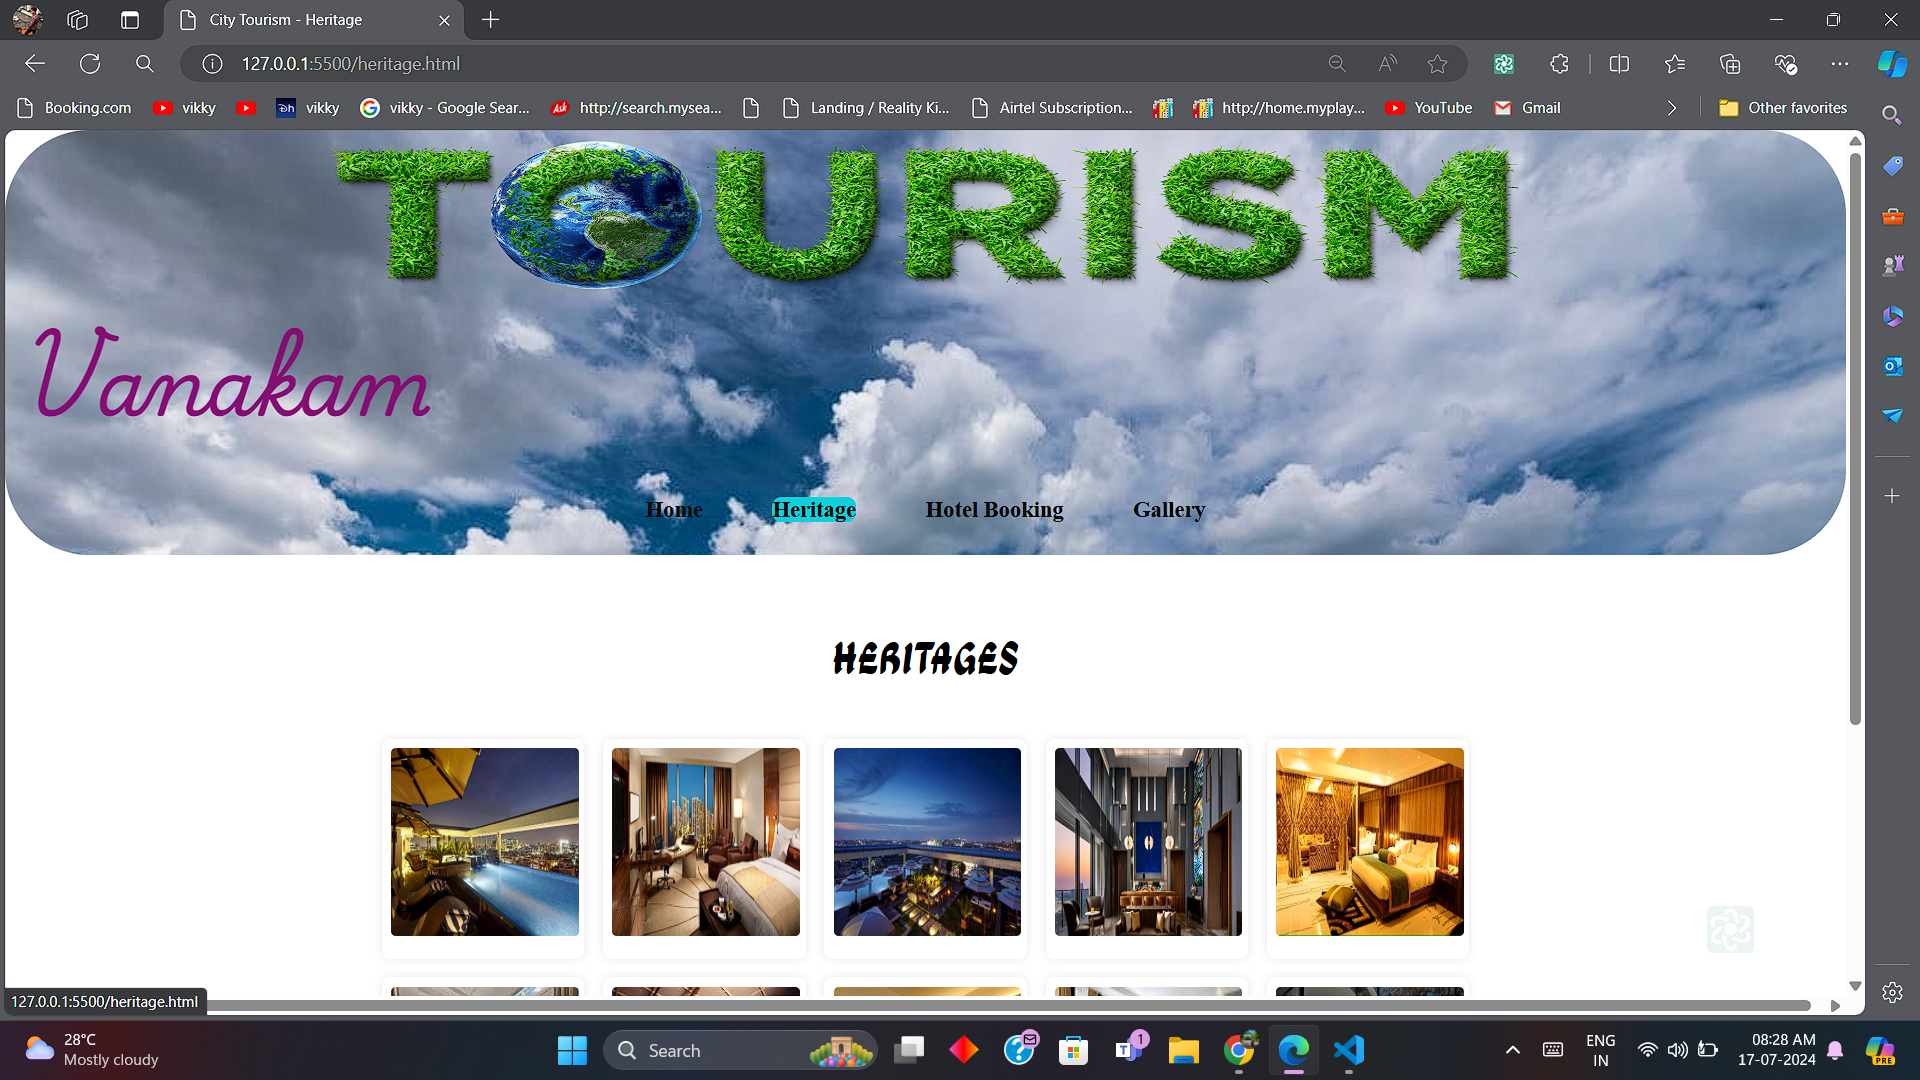 City Tourism - Heritage
127.0.0.1:5500/heritage.html
Booking.com
vikky
vikky
vikky - Google Sear...
http://search.mysea...
Landing / Reality Ki...
Airtel Subscription...
http://home.myplay...
YouTube
Gmail
Other favorites
TOURISM
Vanakam
Home Heritage Hotel Booking Gallery
HERITAGES
127.0.0.1:5500/heritage.html
28°C
Mostly cloudy
Search
1
ENG
IN
08:28 AM
17-07-2024
PRE